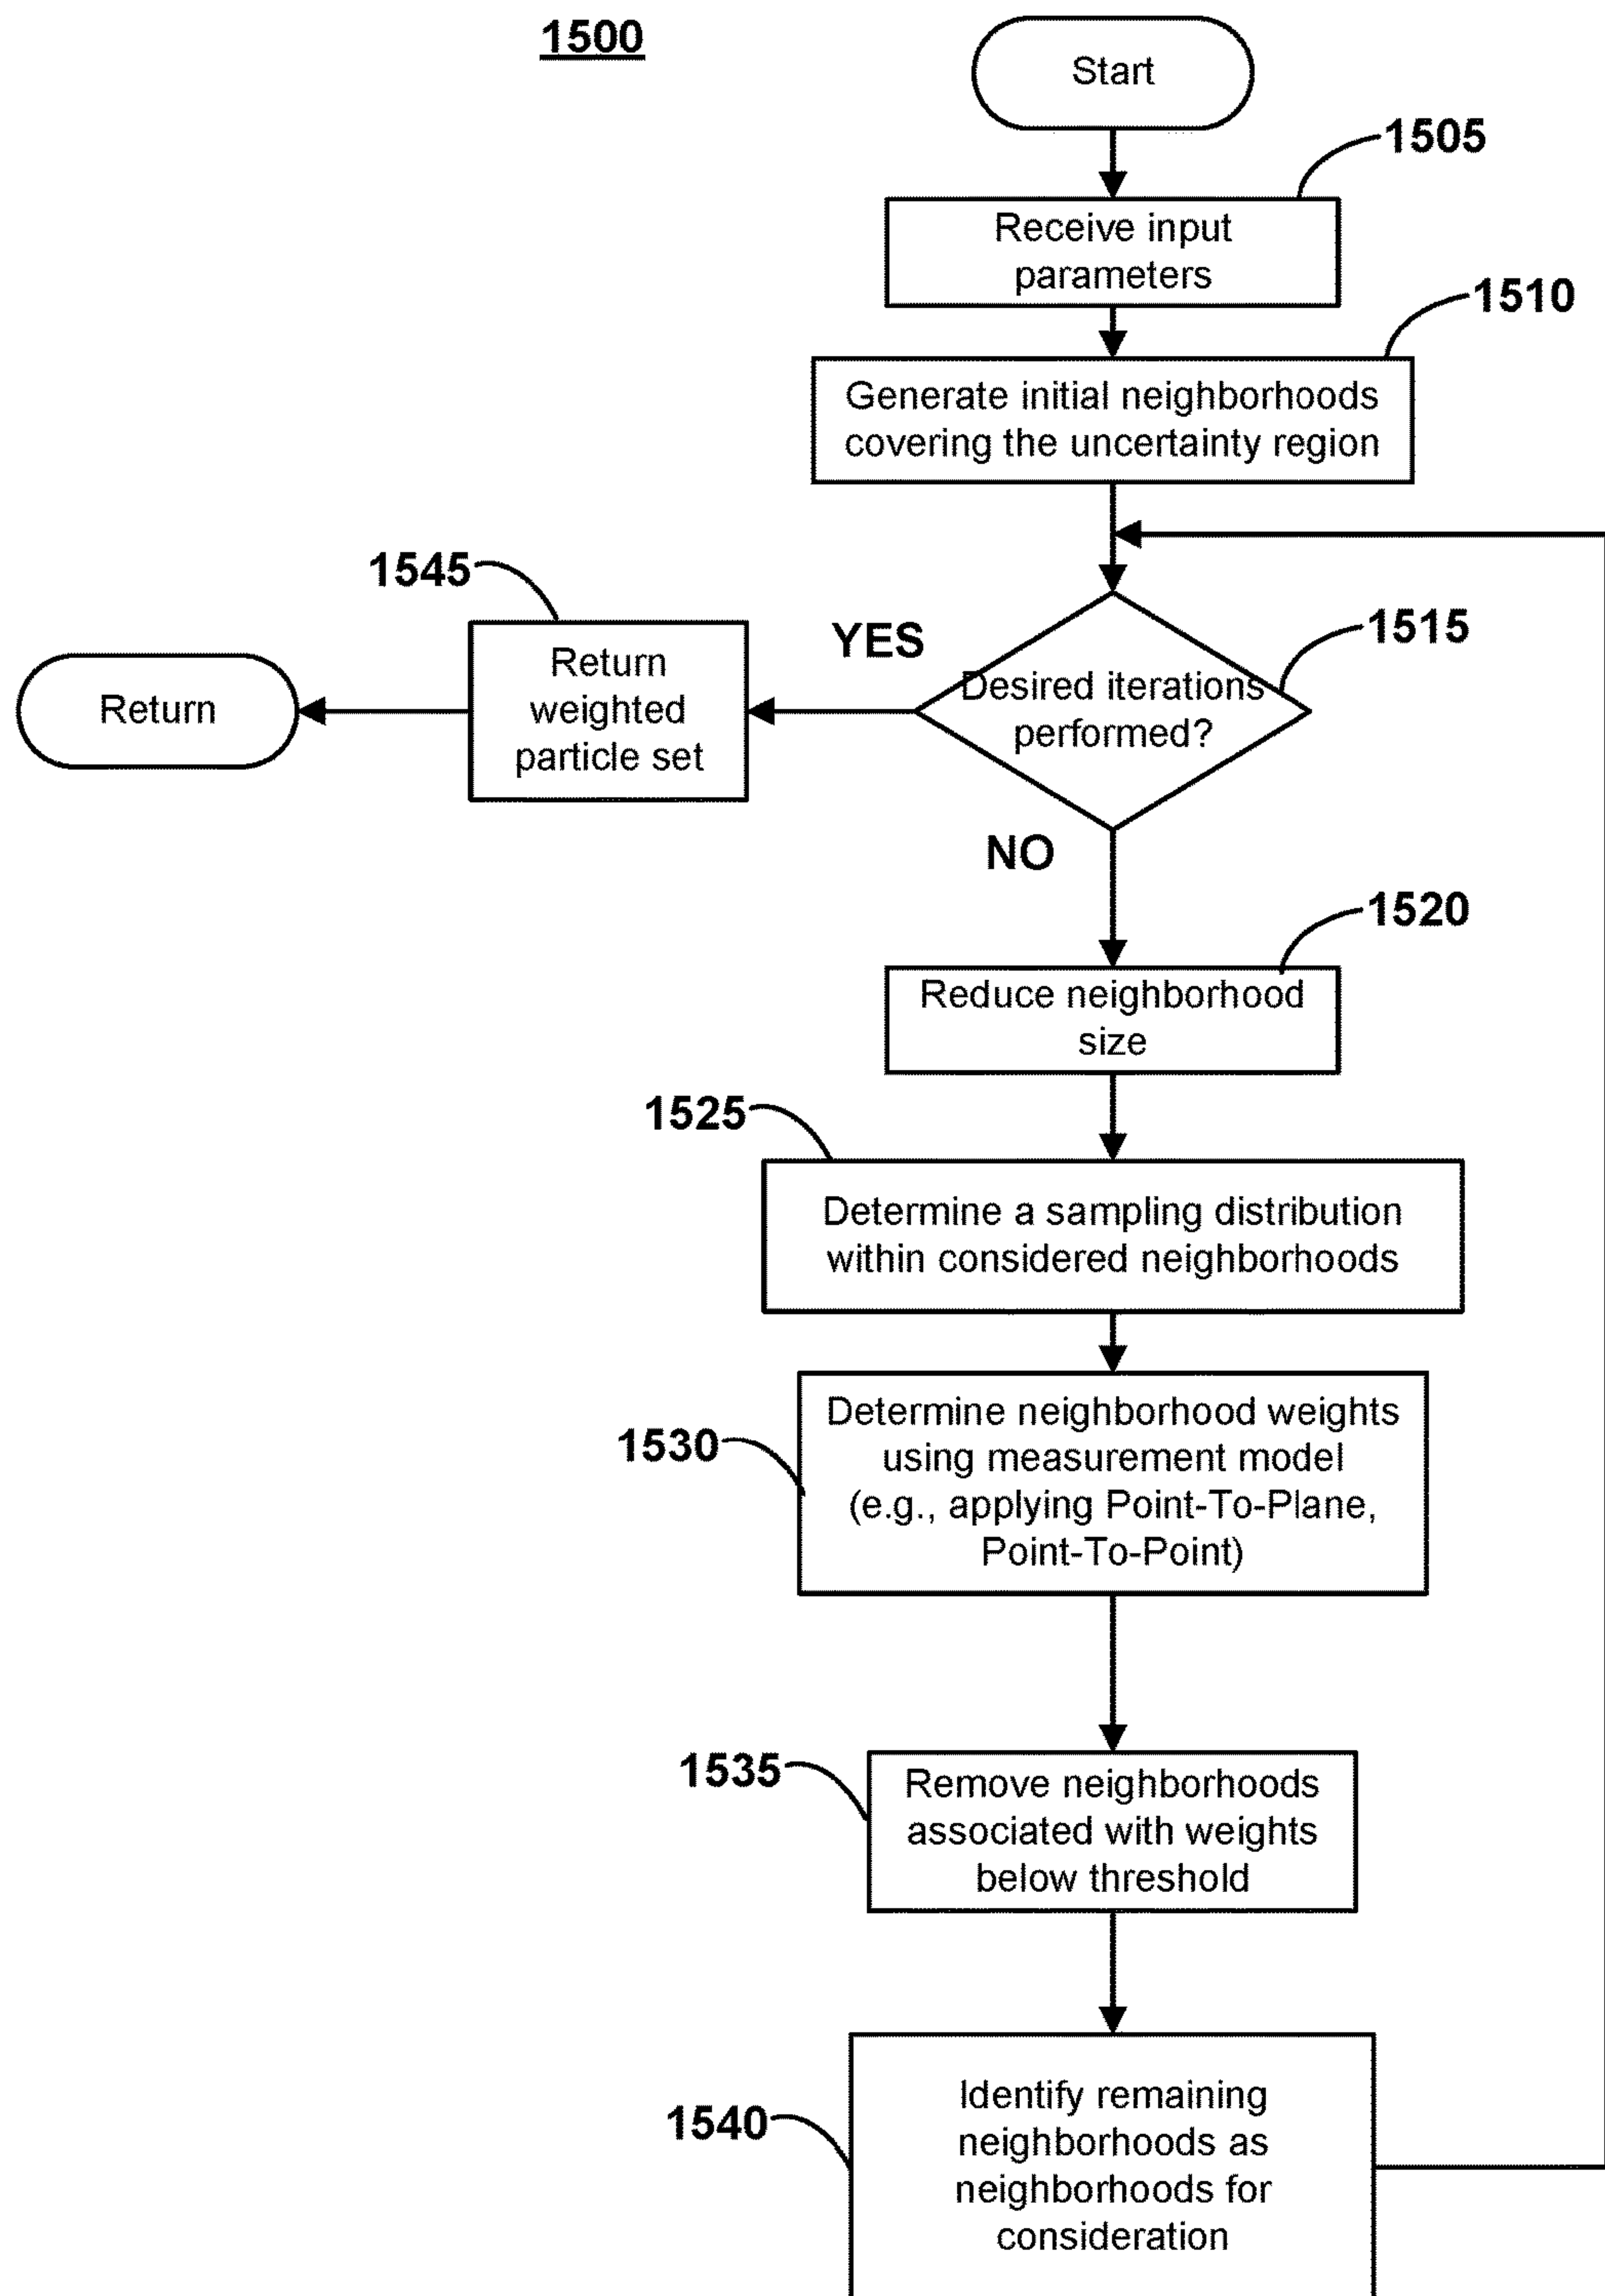 1500
Start
1505
Receive input
parameters
1510
Generate initial neighborhoods
covering the uncertainty region
1545
Return
weighted
particle set
Return
YES
1515
Desired iterations
performed?
NO
1520
Reduce neighborhood
size
1525
Determine a sampling distribution
within considered neighborhoods
1530
Determine neighborhood weights
using measurement model
(e.g., applying Point-To-Plane,
Point-To-Point)
1535
Remove neighborhoods
associated with weights
below threshold
1540
Identify remaining
neighborhoods as
neighborhoods for
consideration